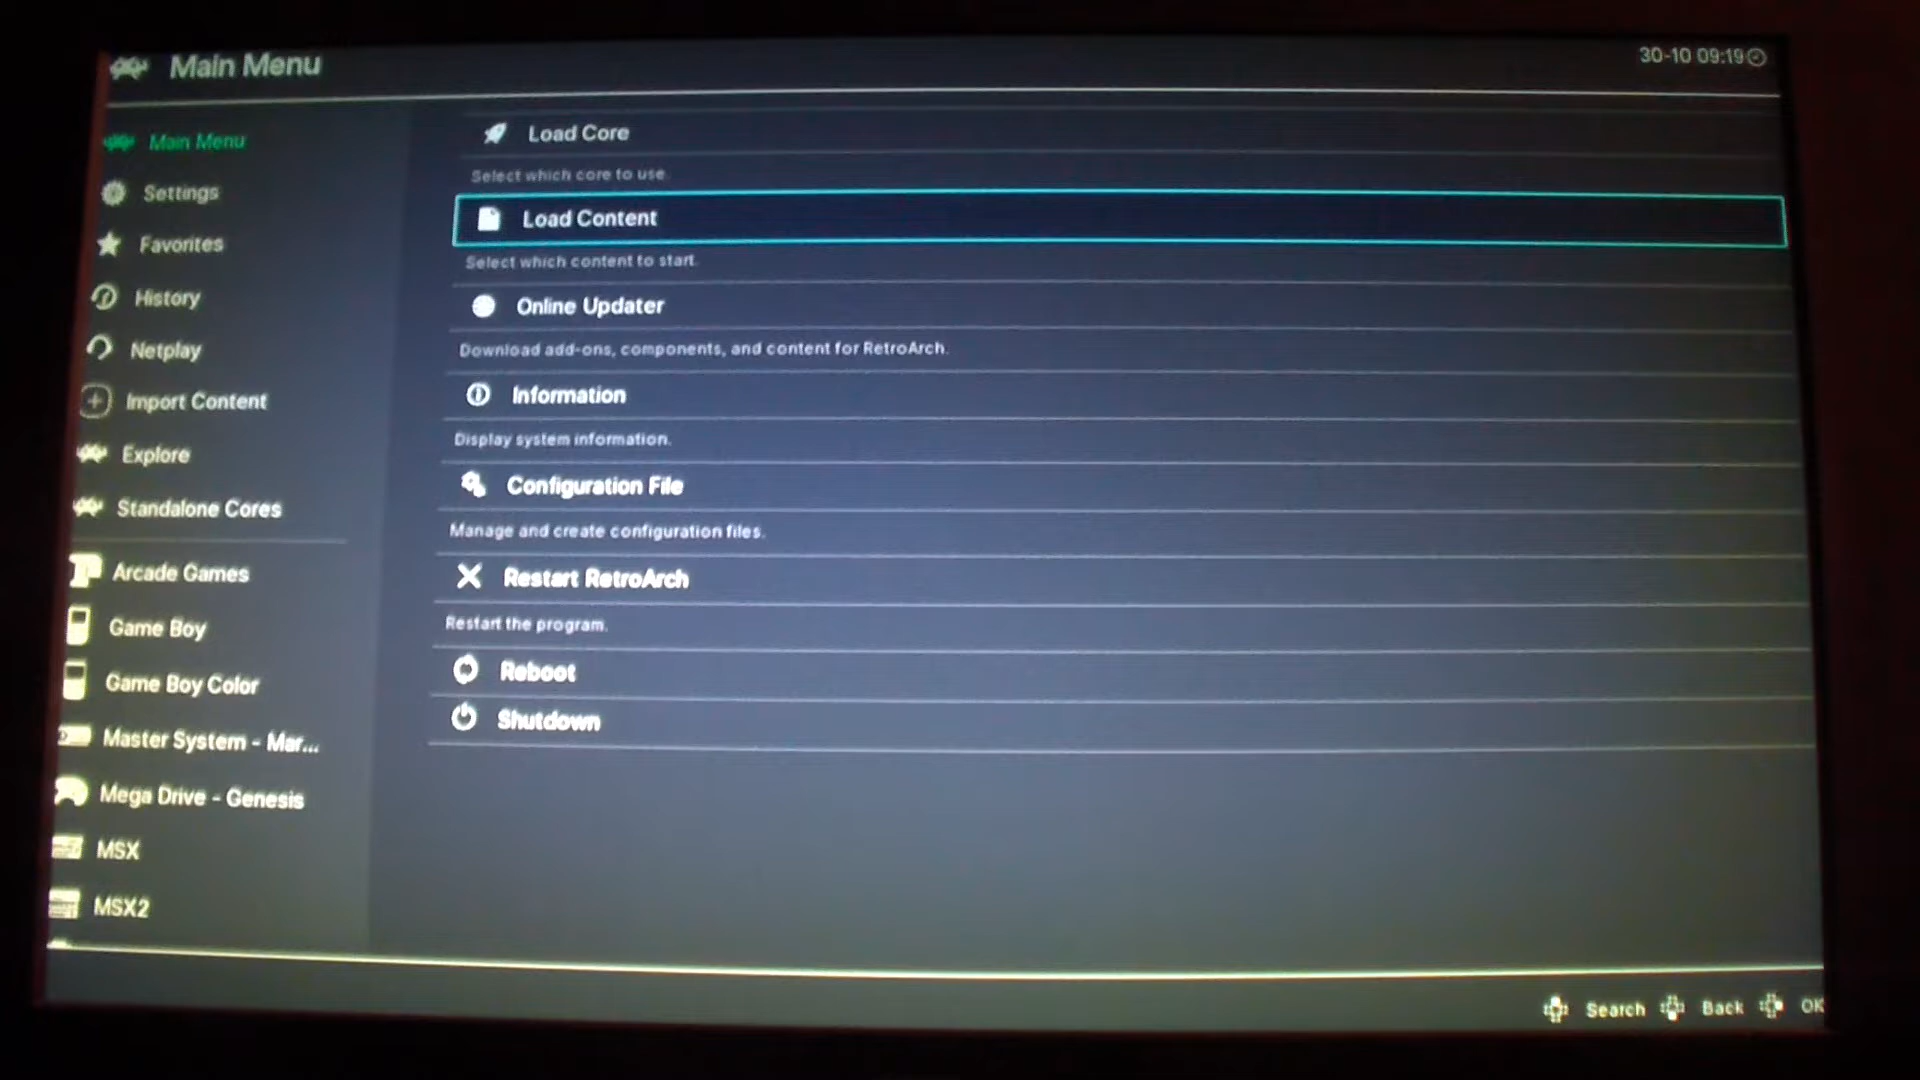 Main Menu
30-10 09:19
Main Menu
Settings
Favorites
History
Netplay
Import Content
Explore
Standalone Cores
Arcade Games
Game Boy
Game Boy Color
Master System - Mar...
Mega Drive - Genesis
MSX
MSX2
Load Core
Select which core to use.
Load Content
Select which content to start.
Online Updater
Download add-ons, components, and content for RetroArch.
Information
Display system information.
Configuration File
Manage and create configuration files.
Restart RetroArch
Restart the program.
Reboot
Shutdown
Search Back OK